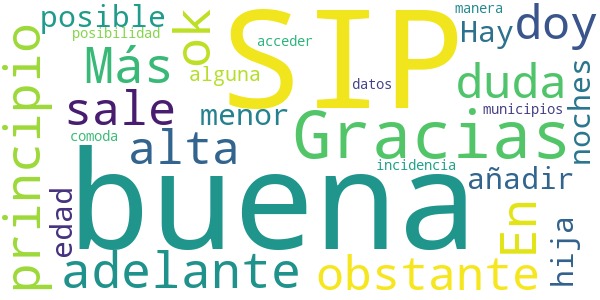 posible
posibilidad
ok
SIP
manera
Hay
doy
acceder
Más
alguna
datos
duda
sale
menor
Gracias
municipios
noches
principio
comoda
alta
incidencia
añadir
buena
edad
En
hija
adelante
obstante